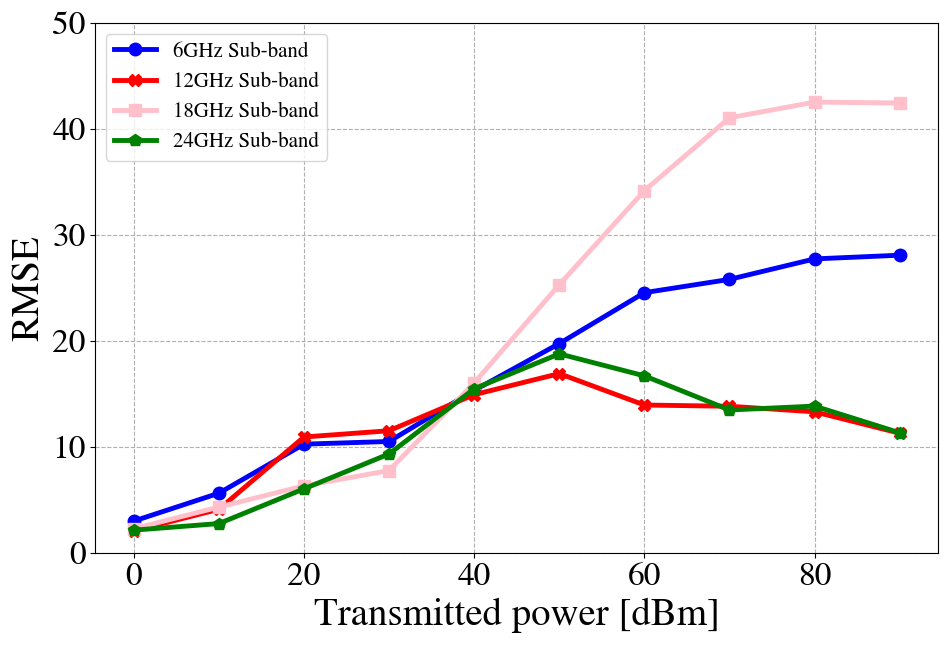 50
40
30
20
10
0
RMSE
6GHz Sub-band
12GHz Sub-band
18GHz Sub-band
24GHz Sub-band
0 20 40 60 80
Transmitted power [dBm]